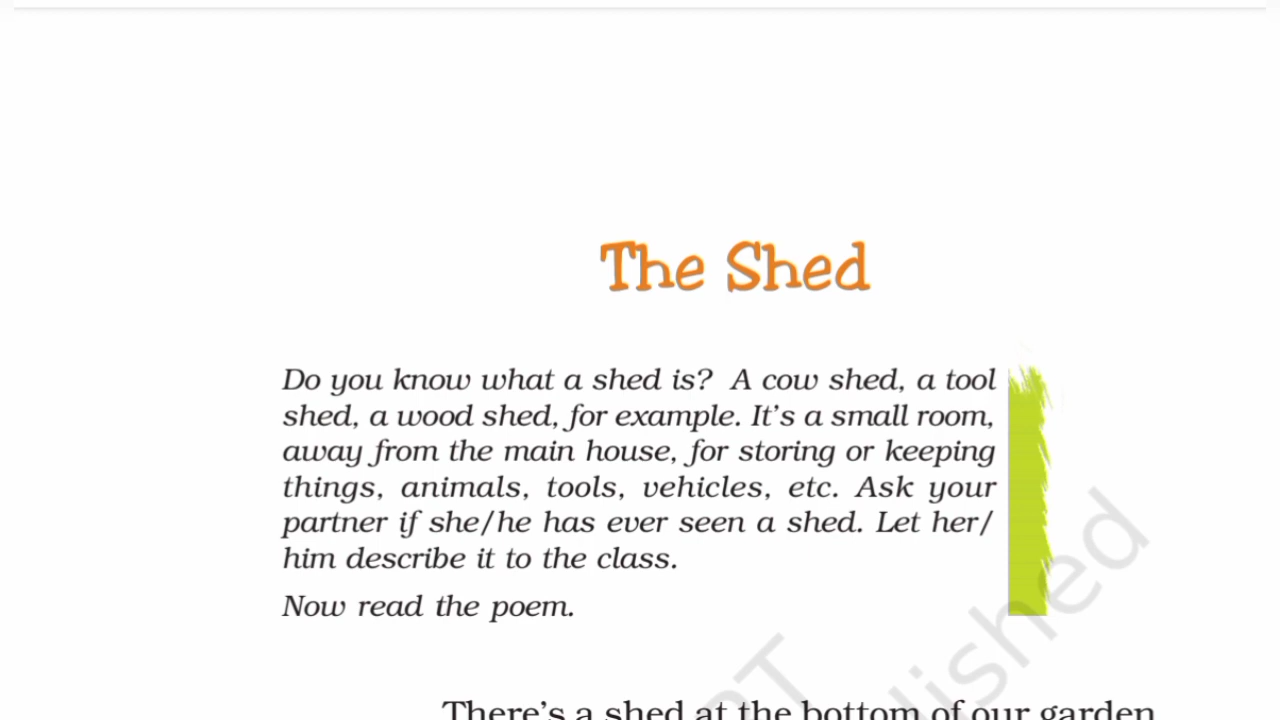 The Shed
Do you know what a shed is? A cow shed, a tool
shed, a wood shed, for example. It's a small room,
away from the main house, for storing or keeping
things, animals, tools, vehicles, etc. Ask your
partner if she/he has ever seen a shed. Let her/
him describe it to the class.
Now read the poem.
There's a shed at the bottom of our garden